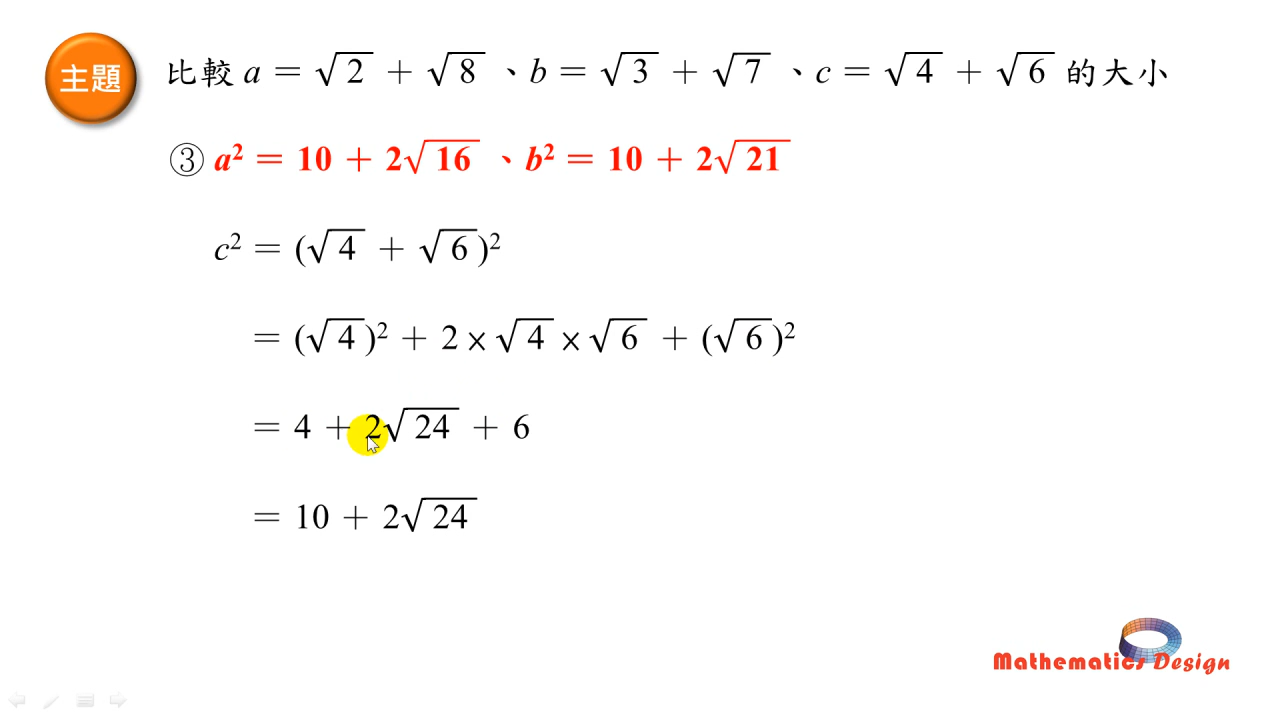 主題
比較 a = √2 + √8 、b = √3 + √7 、c = √4 + √6 的大小
③ a² = 10 + 2√16 、b² = 10 + 2√21
c² = (√4 + √6)²
= (√4)² + 2 × √4 × √6 + (√6)²
= 4 + 2√24 + 6
= 10 + 2√24
Mathematics Design